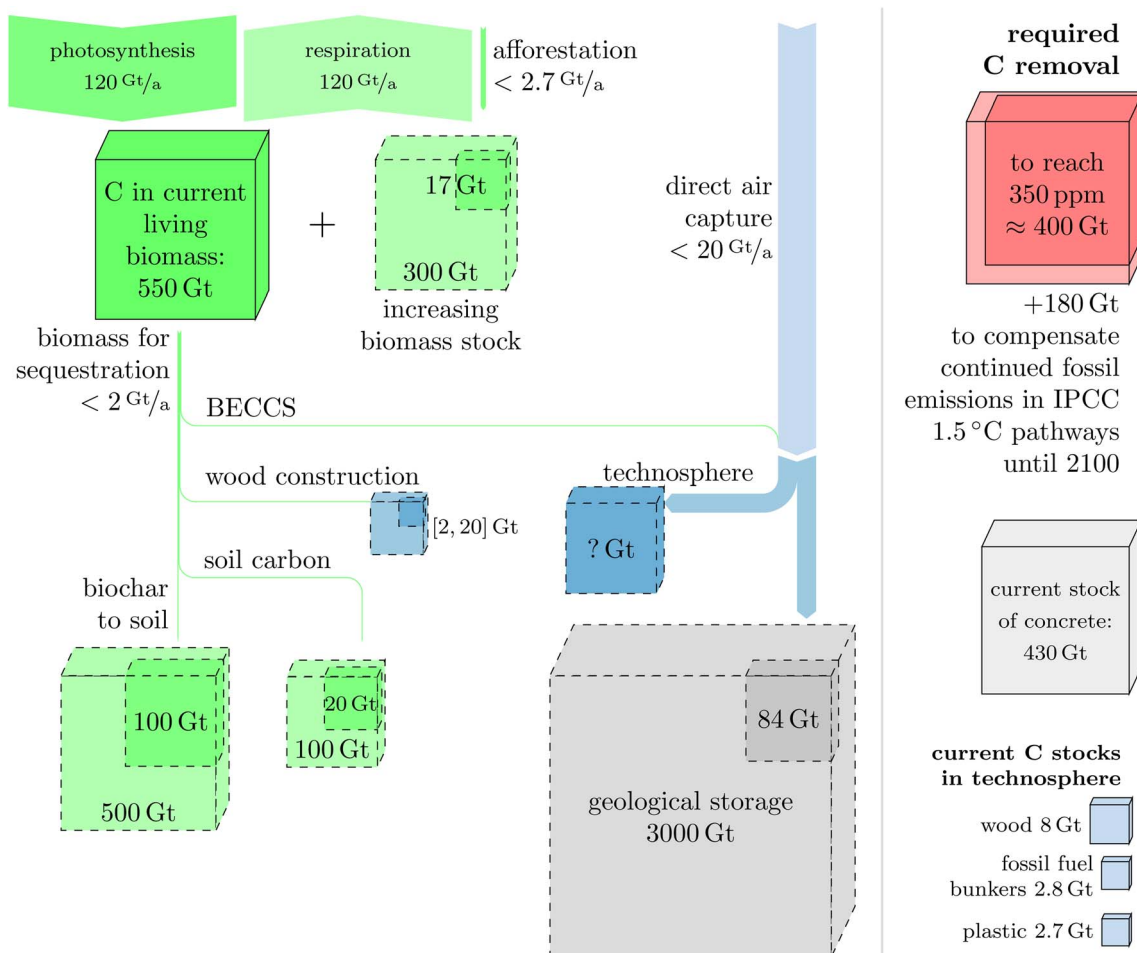 photosynthesis
120 Gt/a
respiration
120 Gt/a
afforestation
< 2.7 Gt/a
C in current
living
biomass:
550 Gt
+
17 Gt
300 Gt
increasing
biomass stock
direct air
capture
< 20 Gt/a
biomass for
sequestration
< 2 Gt/a
BECCS
wood construction
[2, 20] Gt
technosphere
? Gt
soil carbon
biochar
to soil
100 Gt
500 Gt
20 Gt
100 Gt
84 Gt
geological storage
3000 Gt
required
C removal
to reach
350 ppm
≈ 400 Gt
+180 Gt
to compensate
continued fossil
emissions in IPCC
1.5 °C pathways
until 2100
current stock
of concrete:
430 Gt
current C stocks
in technosphere
wood 8 Gt
fossil fuel
bunkers 2.8 Gt
plastic 2.7 Gt